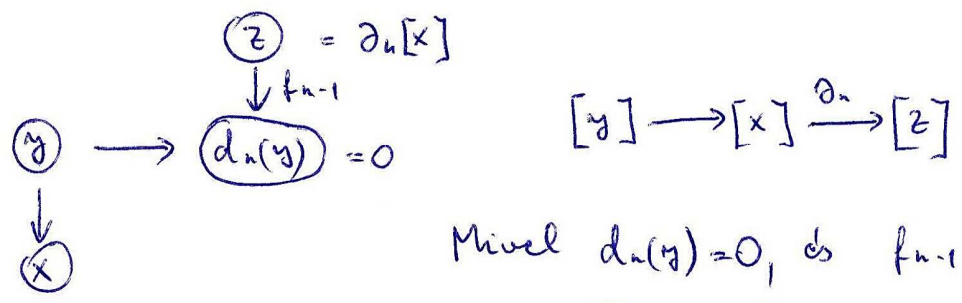 z = ∂ₙ[x]
↓ fₙ₋₁
y → dₙ(y) = 0
↓
x
[y] → [x] —∂ₙ→ [z]
Mivel dₙ(y)=0, és fₙ₋₁